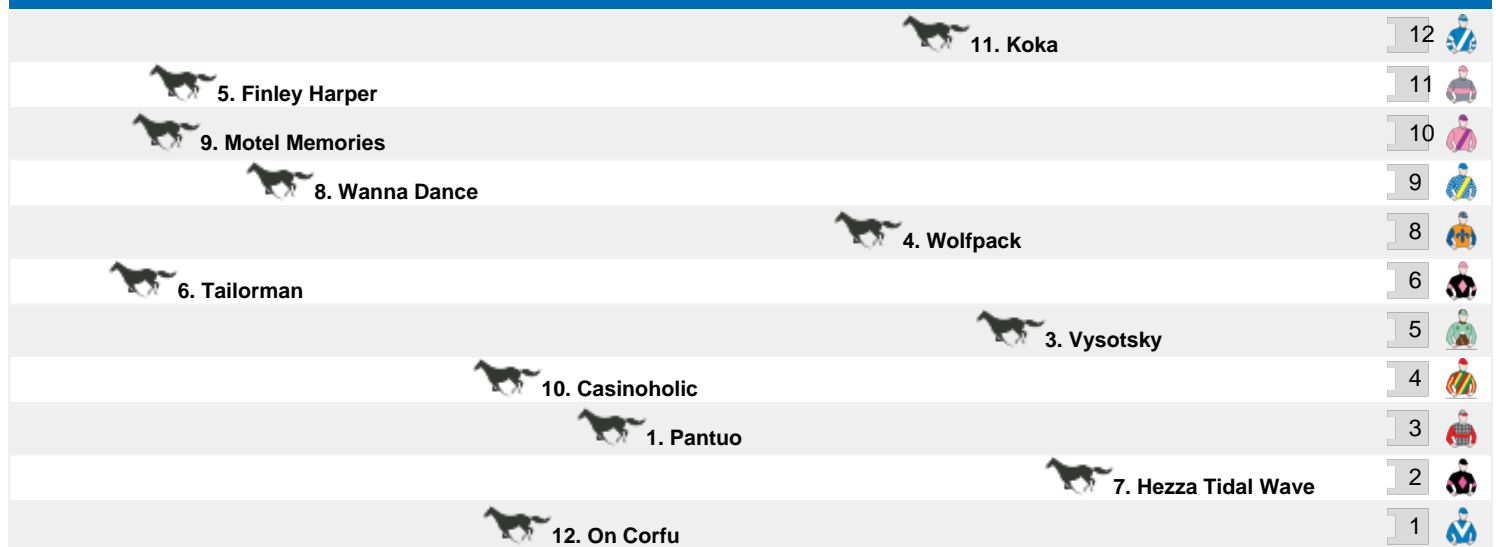 11. Koka 12
5. Finley Harper 11
9. Motel Memories 10
8. Wanna Dance 9
4. Wolfpack 8
6. Tailorman 6
3. Vysotsky 5
10. Casinoholic 4
1. Pantuo 3
7. Hezza Tidal Wave 2
12. On Corfu 1